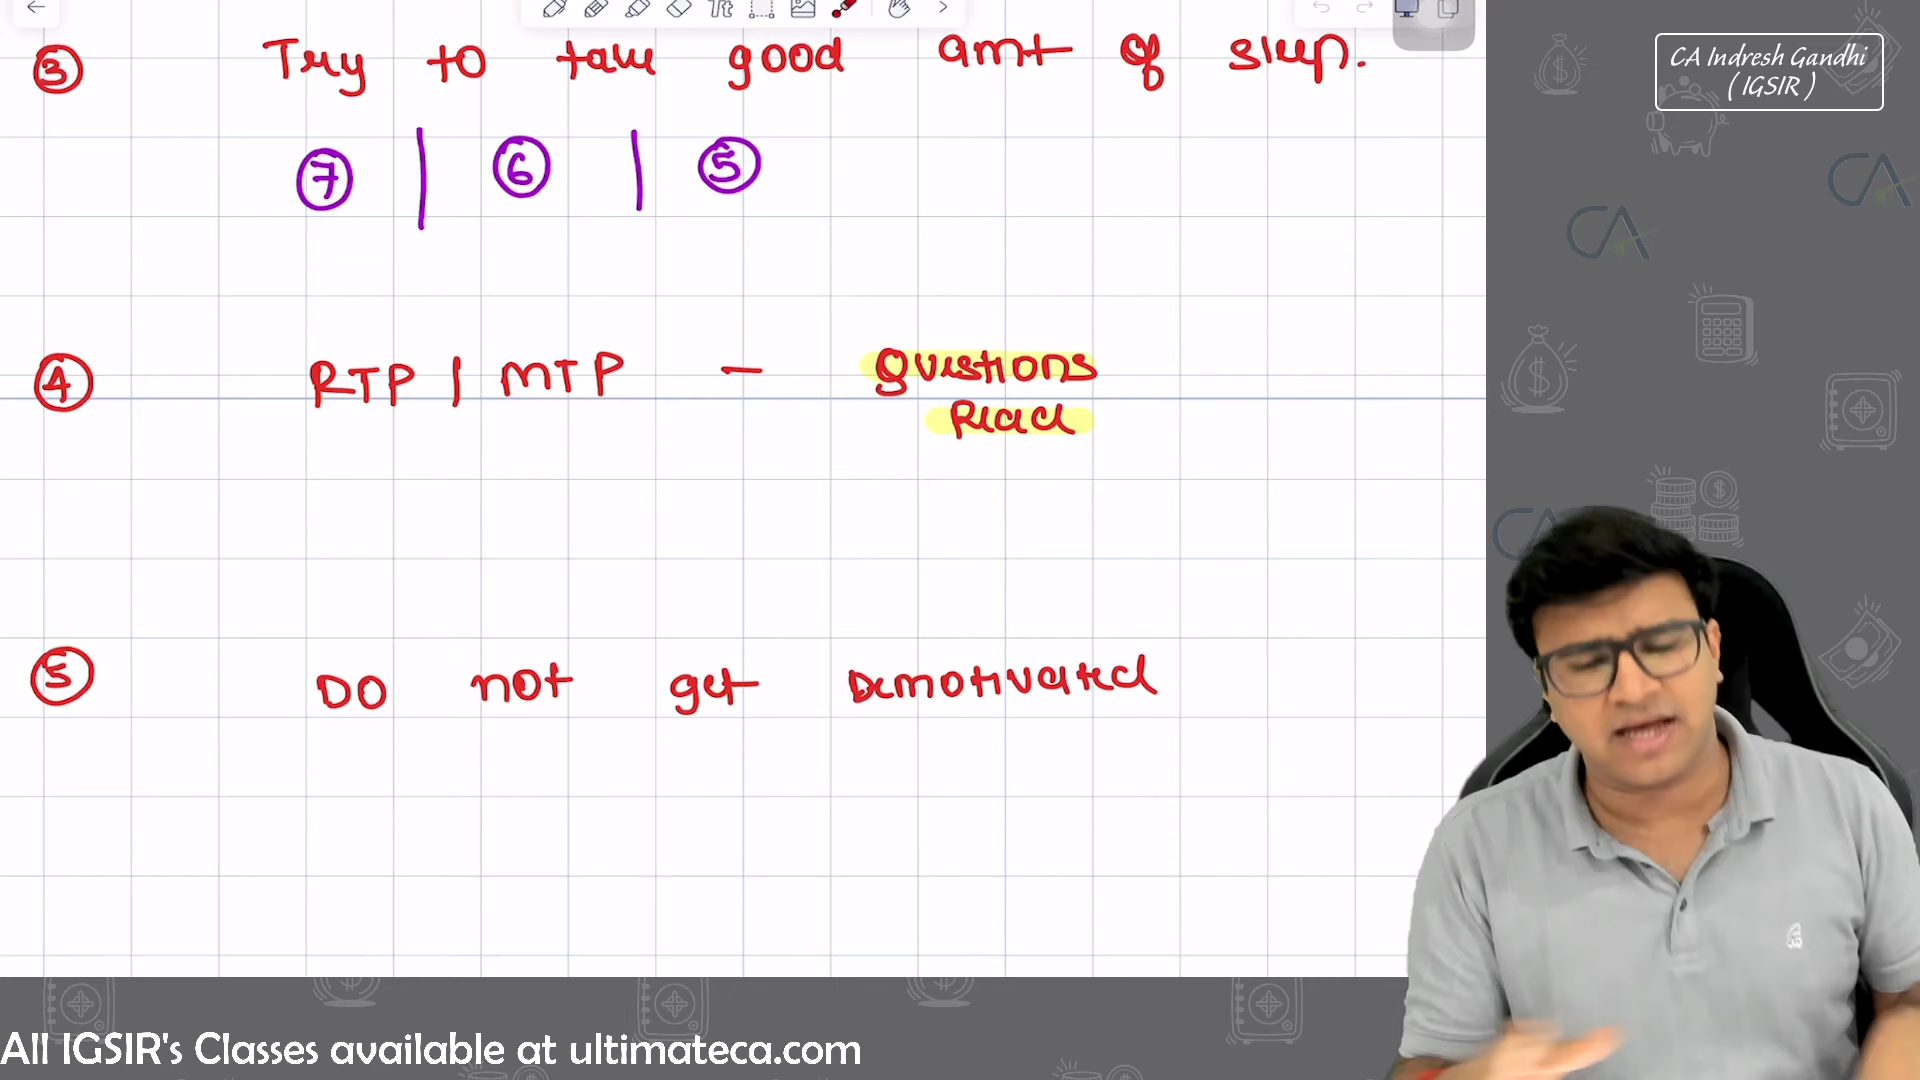 CA Indresh Gandhi
( IGSIR )
③ Try to take good amt of sleep.
⑦ | ⑥ | ⑤
④ RTP | MTP - Questions
Read
⑤ DO not get Demotivated
All IGSIR's Classes available at ultimateca.com